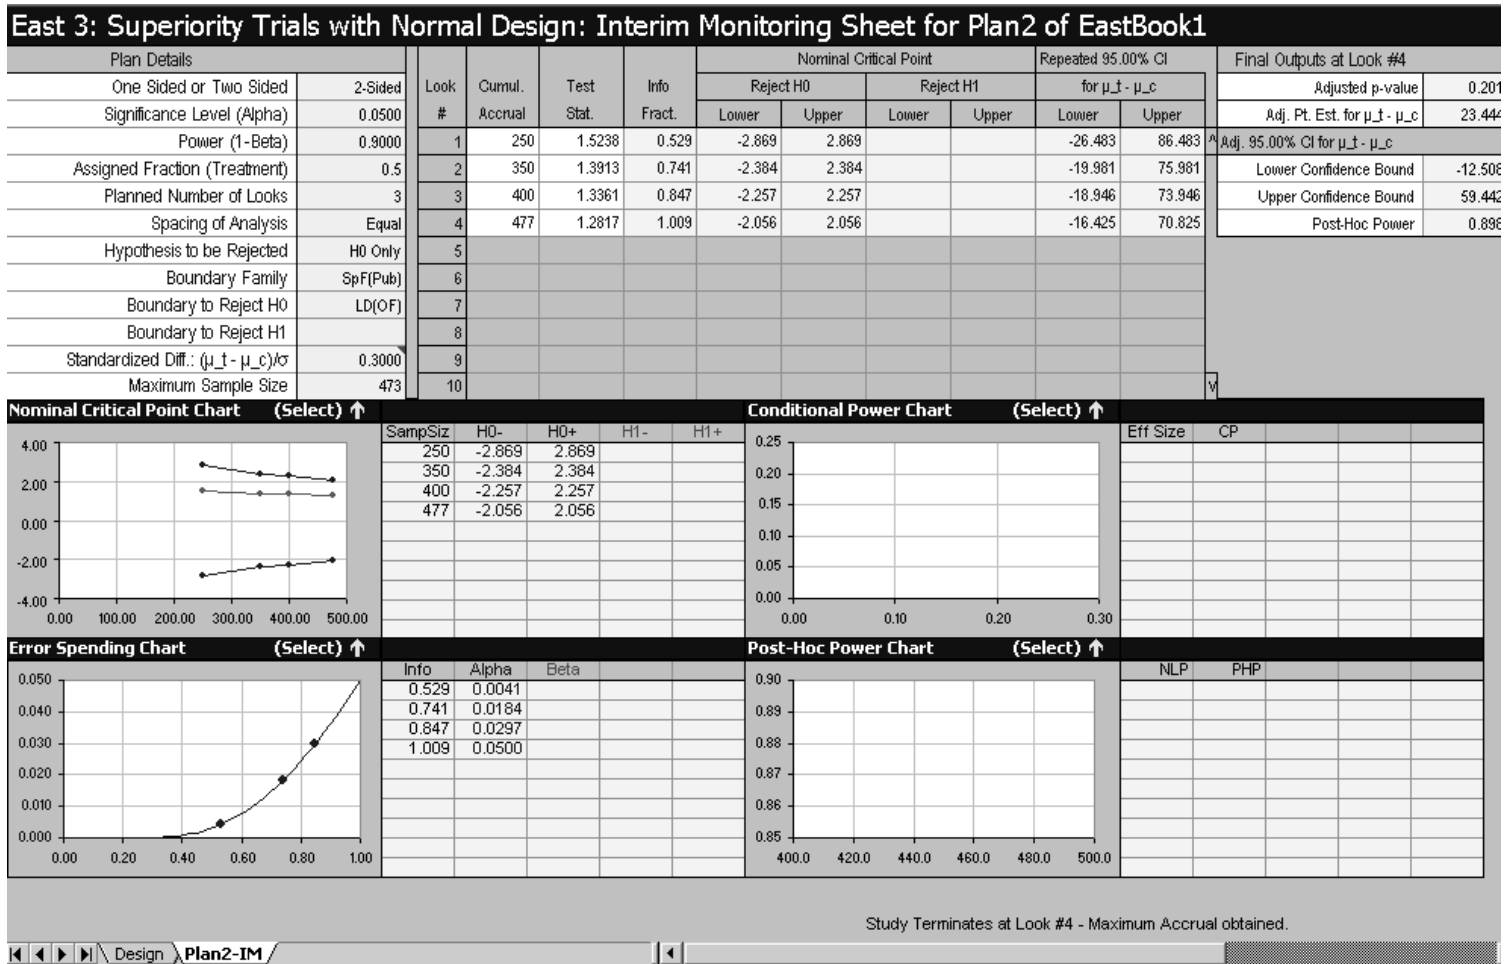 East 3: Superiority Trials with Normal Design: Interim Monitoring Sheet for Plan2 of EastBook1
Plan Details
One Sided or Two Sided 2-Sided
Significance Level (Alpha) 0.0500
Power (1-Beta) 0.9000
Assigned Fraction (Treatment) 0.5
Planned Number of Looks 3
Spacing of Analysis Equal
Hypothesis to be Rejected H0 Only
Boundary Family SpF(Pub)
Boundary to Reject H0 LD(OF)
Boundary to Reject H1
Standardized Diff.: (μ_t - μ_c)/σ 0.3000
Maximum Sample Size 473
Nominal Critical Point Repeated 95.00% CI
Look Cumul. Test Info Reject H0 Reject H1 for μ_t - μ_c
# Accrual Stat. Fract. Lower Upper Lower Upper Lower Upper
1 250 1.5238 0.529 -2.869 2.869 -26.483 86.483
2 350 1.3913 0.741 -2.384 2.384 -19.981 75.981
3 400 1.3361 0.847 -2.257 2.257 -18.946 73.946
4 477 1.2817 1.009 -2.056 2.056 -16.425 70.825
5
6
7
8
9
10
Final Outputs at Look #4
Adjusted p-value 0.201
Adj. Pt. Est. for μ_t - μ_c 23.444
Adj. 95.00% CI for μ_t - μ_c
Lower Confidence Bound -12.508
Upper Confidence Bound 59.442
Post-Hoc Power 0.898
Nominal Critical Point Chart (Select) ↑
4.00
2.00
0.00
-2.00
-4.00
0.00 100.00 200.00 300.00 400.00 500.00
SampSiz H0- H0+ H1- H1+
250 -2.869 2.869
350 -2.384 2.384
400 -2.257 2.257
477 -2.056 2.056
Conditional Power Chart (Select) ↑
0.25
0.20
0.15
0.10
0.05
0.00
0.00 0.10 0.20 0.30
Eff Size CP
Error Spending Chart (Select) ↑
0.050
0.040
0.030
0.020
0.010
0.000
0.00 0.20 0.40 0.60 0.80 1.00
Info Alpha Beta
0.529 0.0041
0.741 0.0184
0.847 0.0297
1.009 0.0500
Post-Hoc Power Chart (Select) ↑
0.90
0.89
0.88
0.87
0.86
0.85
400.0 420.0 440.0 460.0 480.0 500.0
NLP PHP
Study Terminates at Look #4 - Maximum Accrual obtained.
Design Plan2-IM